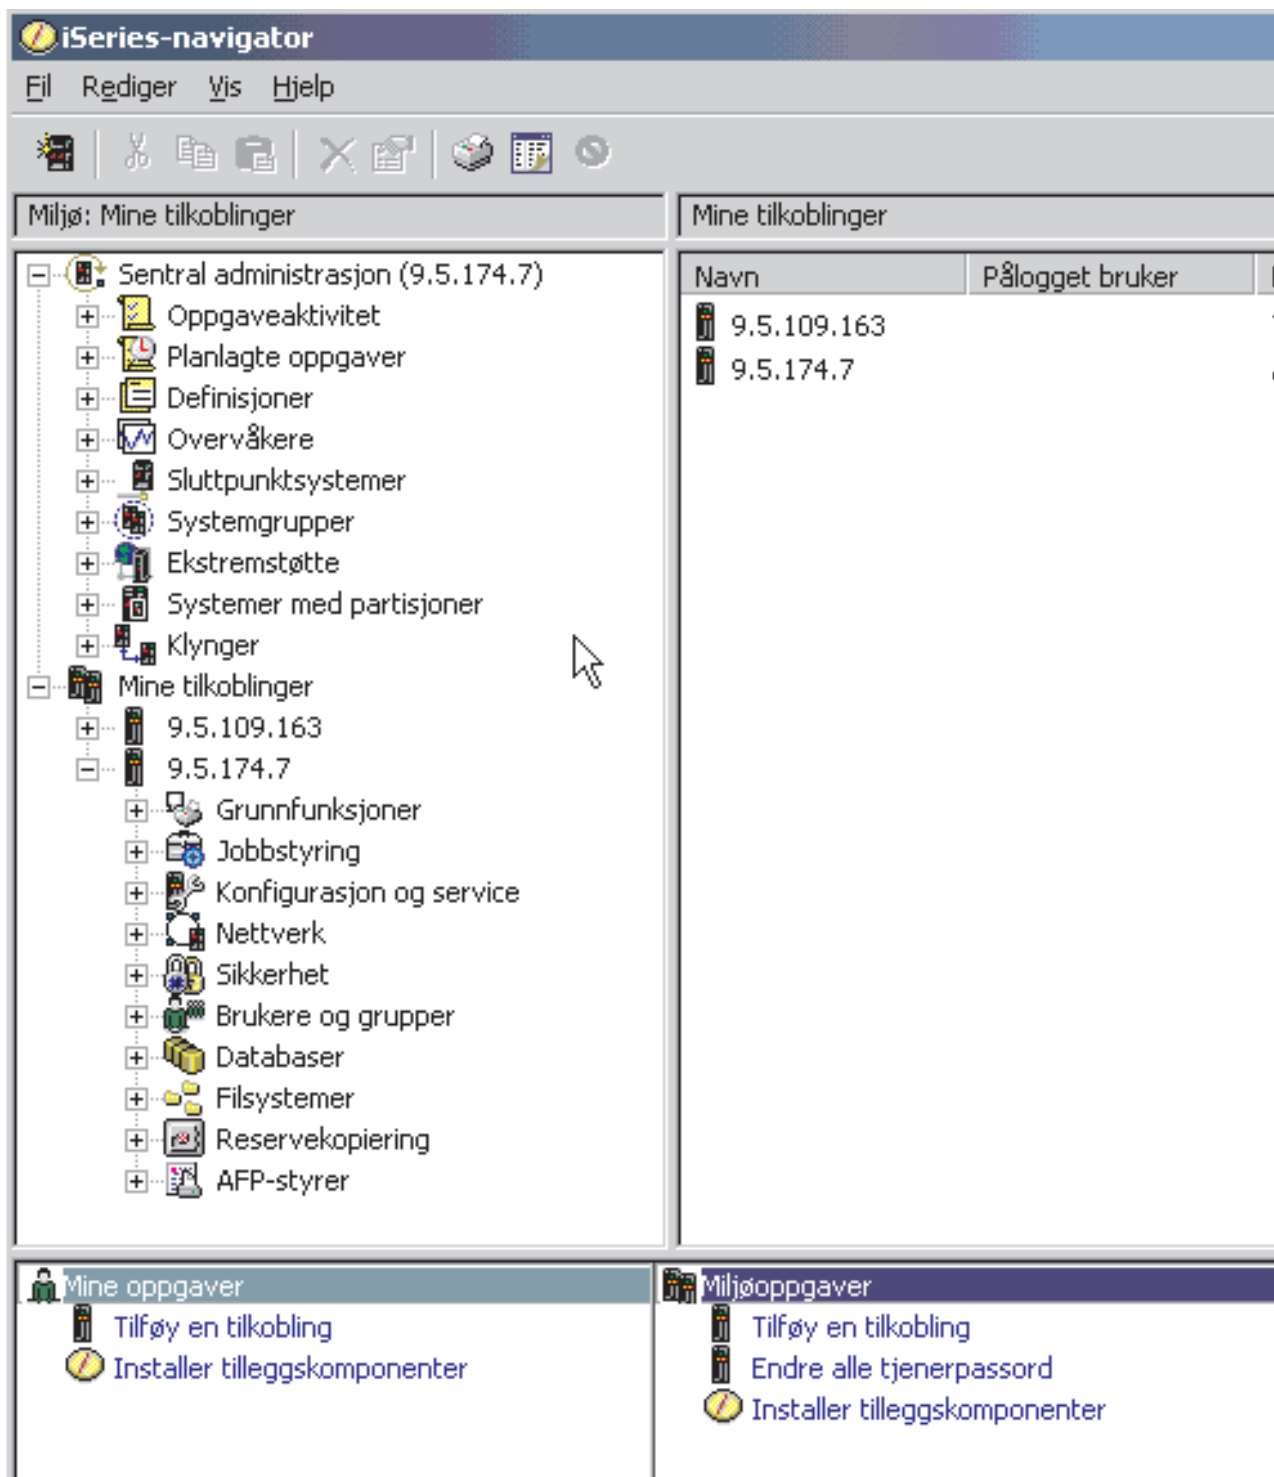 iSeries-navigator
Fil Rediger Vis Hjelp
Miljø: Mine tilkoblinger
Mine tilkoblinger
Sentral administrasjon (9.5.174.7)
Oppgaveaktivitet
Planlagte oppgaver
Definisjoner
Overvåkere
Sluttpunktsystemer
Systemgrupper
Ekstremstøtte
Systemer med partisjoner
Klynger
Mine tilkoblinger
9.5.109.163
9.5.174.7
Grunnfunksjoner
Jobbstyring
Konfigurasjon og service
Nettverk
Sikkerhet
Brukere og grupper
Databaser
Filsystemer
Reservekopiering
AFP-styrer
Navn Pålogget bruker
9.5.109.163
9.5.174.7
Mine oppgaver
Tilføy en tilkobling
Installer tilleggskomponenter
Miljøoppgaver
Tilføy en tilkobling
Endre alle tjenerpassord
Installer tilleggskomponenter